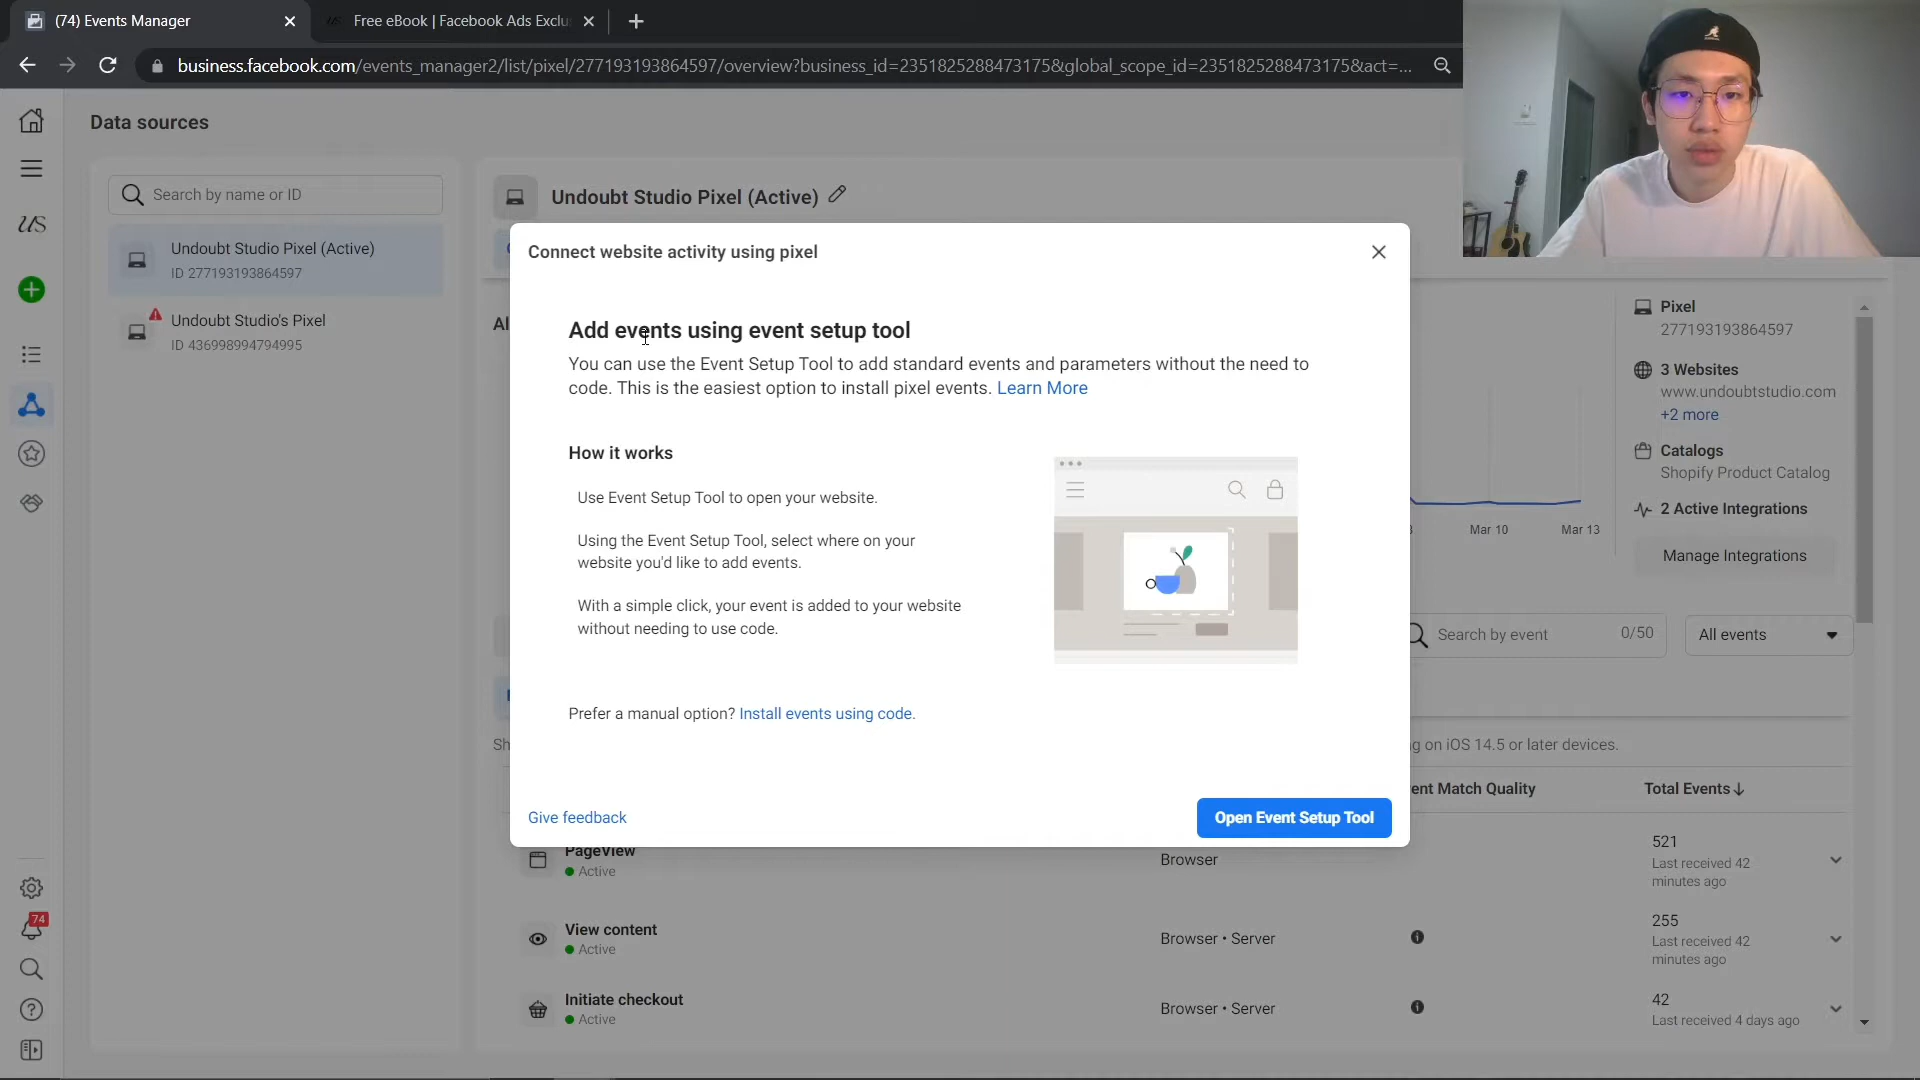 (74) Events Manager
Free eBook | Facebook Ads Exclu
business.facebook.com/events_manager2/list/pixel/277193193864597/overview?business_id=2351825288473175&global_scope_id=2351825288473175&act=...
Data sources
US
Search by name or ID
Undoubt Studio Pixel (Active)
ID 277193193864597
Undoubt Studio's Pixel
ID 436998994794995
74
Undoubt Studio Pixel (Active)
Connect website activity using pixel
Add events using event setup tool
You can use the Event Setup Tool to add standard events and parameters without the need to
code. This is the easiest option to install pixel events. Learn More
How it works
Use Event Setup Tool to open your website.
Using the Event Setup Tool, select where on your
website you'd like to add events.
With a simple click, your event is added to your website
without needing to use code.
Prefer a manual option? Install events using code.
Give feedback
Open Event Setup Tool
Pixel
277193193864597
3 Websites
www.undoubtstudio.com
+2 more
Catalogs
Shopify Product Catalog
2 Active Integrations
Manage Integrations
Mar 10
Mar 13
Search by event
0/50
All events
on iOS 14.5 or later devices.
Match Quality
Total Events
PageView
Active
Browser
521
Last received 42
minutes ago
View content
Active
Browser • Server
255
Last received 42
minutes ago
Initiate checkout
Active
Browser • Server
42
Last received 4 days ago